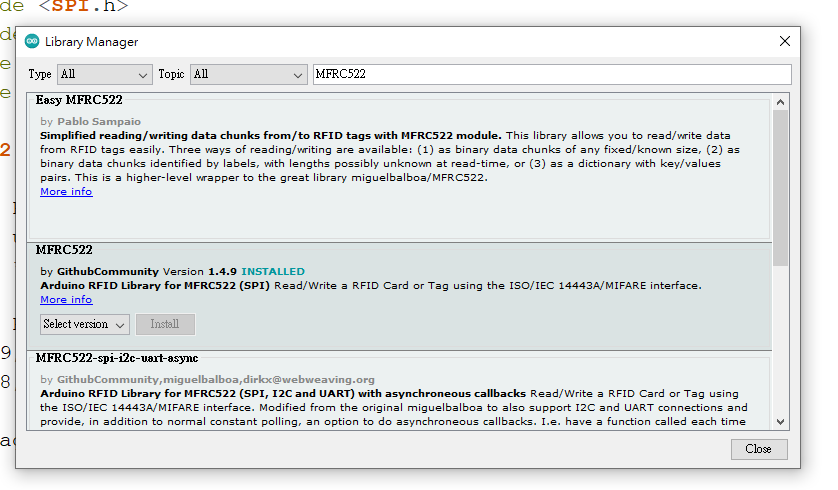 de <SPI.h>
Library Manager
Type All Topic All MFRC522
Easy MFRC522
by Pablo Sampaio
Simplified reading/writing data chunks from/to RFID tags with MFRC522 module. This library allows you to read/write data
from RFID tags easily. Three ways of reading/writing are available: (1) as binary data chunks of any fixed/known size, (2) as
binary data chunks identified by labels, with lengths possibly unknown at read-time, or (3) as a dictionary with key/values
pairs. This is a higher-level wrapper to the great library miguelbalboa/MFRC522.
More info
MFRC522
by GithubCommunity Version 1.4.9 INSTALLED
Arduino RFID Library for MFRC522 (SPI) Read/Write a RFID Card or Tag using the ISO/IEC 14443A/MIFARE interface.
More info
Select version Install
MFRC522-spi-i2c-uart-async
by GithubCommunity,miguelbalboa,dirkx@webweaving.org
Arduino RFID Library for MFRC522 (SPI, I2C and UART) with asynchroneous callbacks Read/Write a RFID Card or Tag using
the ISO/IEC 14443A/MIFARE interface. Modified from the original miguelbalboa to also support I2C and UART connections and
provide, in addition to normal constant polling, an option to do asynchroneous callbacks. I.e. have a function called each time
Close